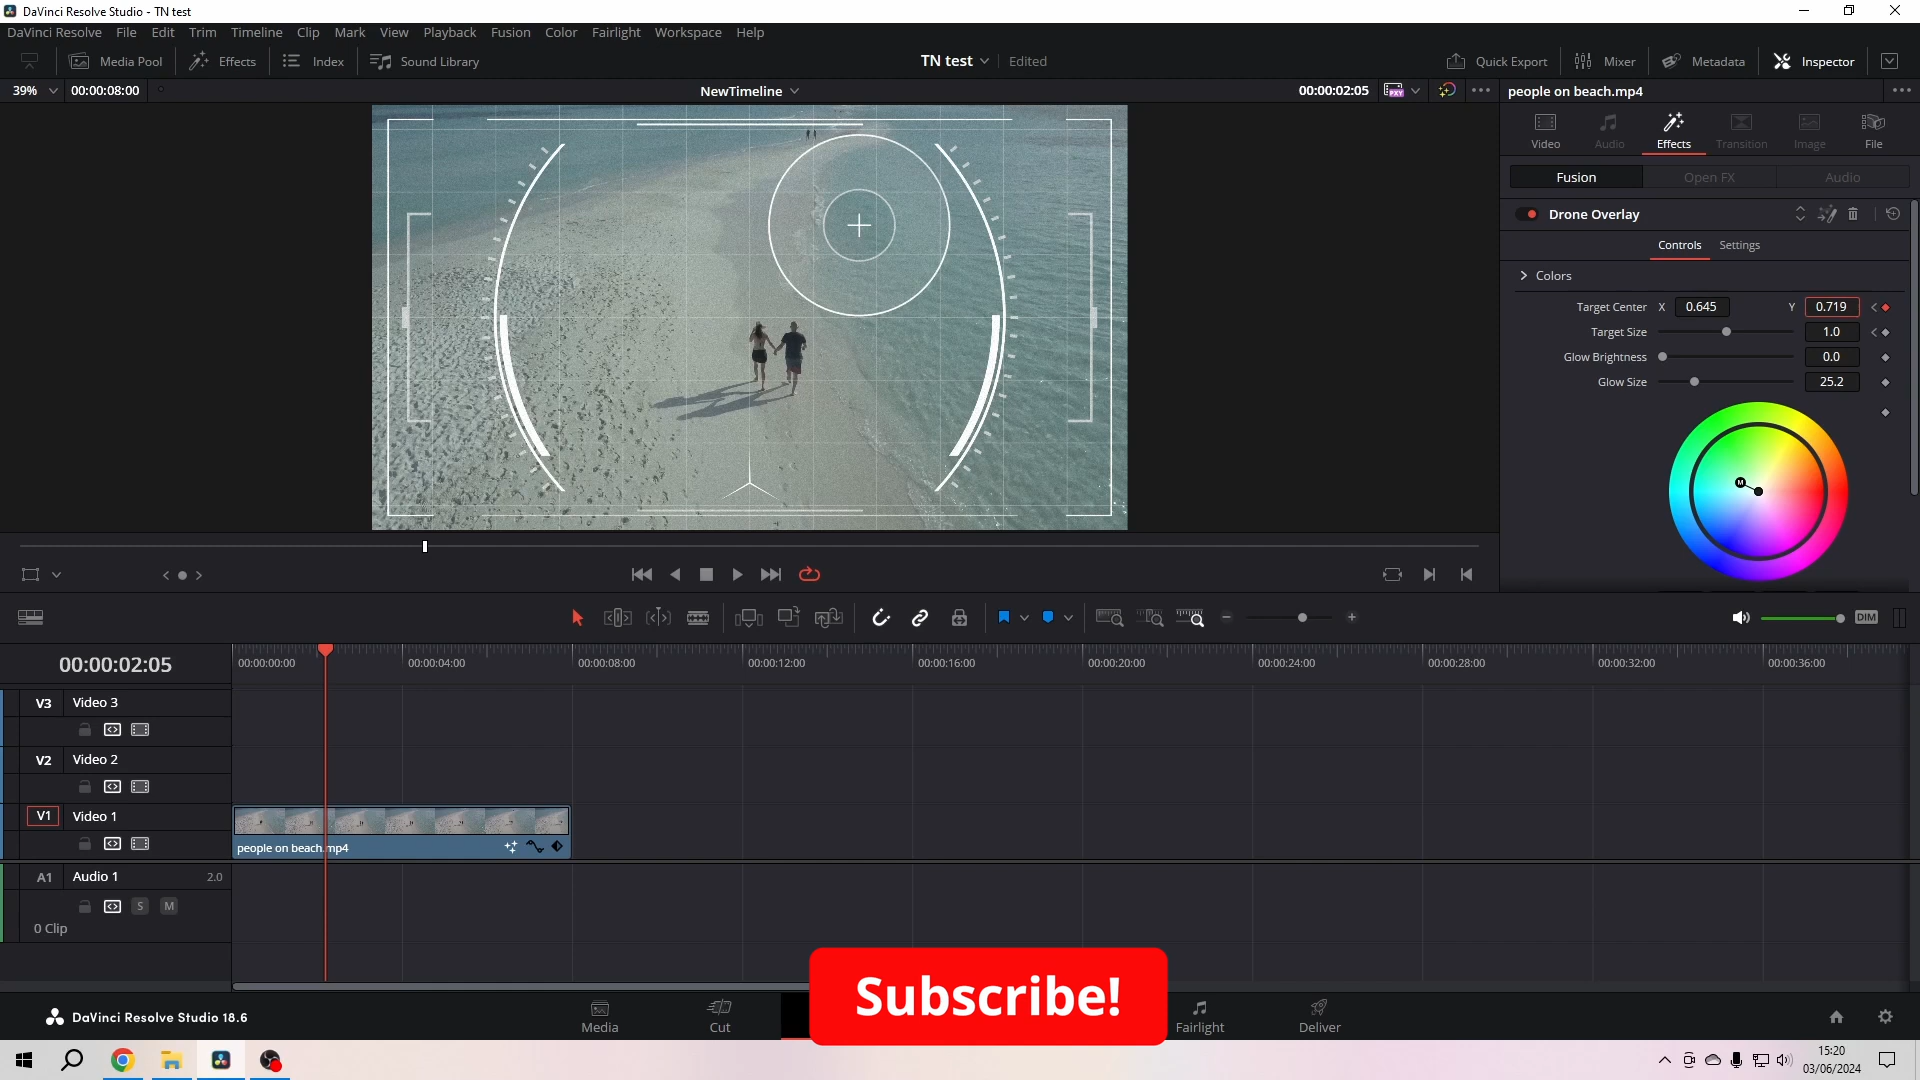 DaVinci Resolve Studio - TN test
DaVinci Resolve File Edit Trim Timeline Clip Mark View Playback Fusion Color Fairlight Workspace Help
Media Pool Effects Index Sound Library TN test Edited Quick Export Mixer Metadata Inspector
39% 00:00:08:00 NewTimeline 00:00:02:05 PXY people on beach.mp4
Video Audio Effects Transition Image File
Fusion Open FX Audio
Drone Overlay
Controls Settings
Colors
Target Center X 0.645 Y 0.719
Target Size 1.0
Glow Brightness 0.0
Glow Size 25.2
M
DIM
00:00:02:05 00:00:00:00 00:00:04:00 00:00:08:00 00:00:12:00 00:00:16:00 00:00:20:00 00:00:24:00 00:00:28:00 00:00:32:00 00:00:36:00
V3 Video 3
V2 Video 2
V1 Video 1
people on beach.mp4
A1 Audio 1 2.0
S M
0 Clip
Subscribe!
DaVinci Resolve Studio 18.6 Media Cut Fairlight Deliver
15:20
03/06/2024